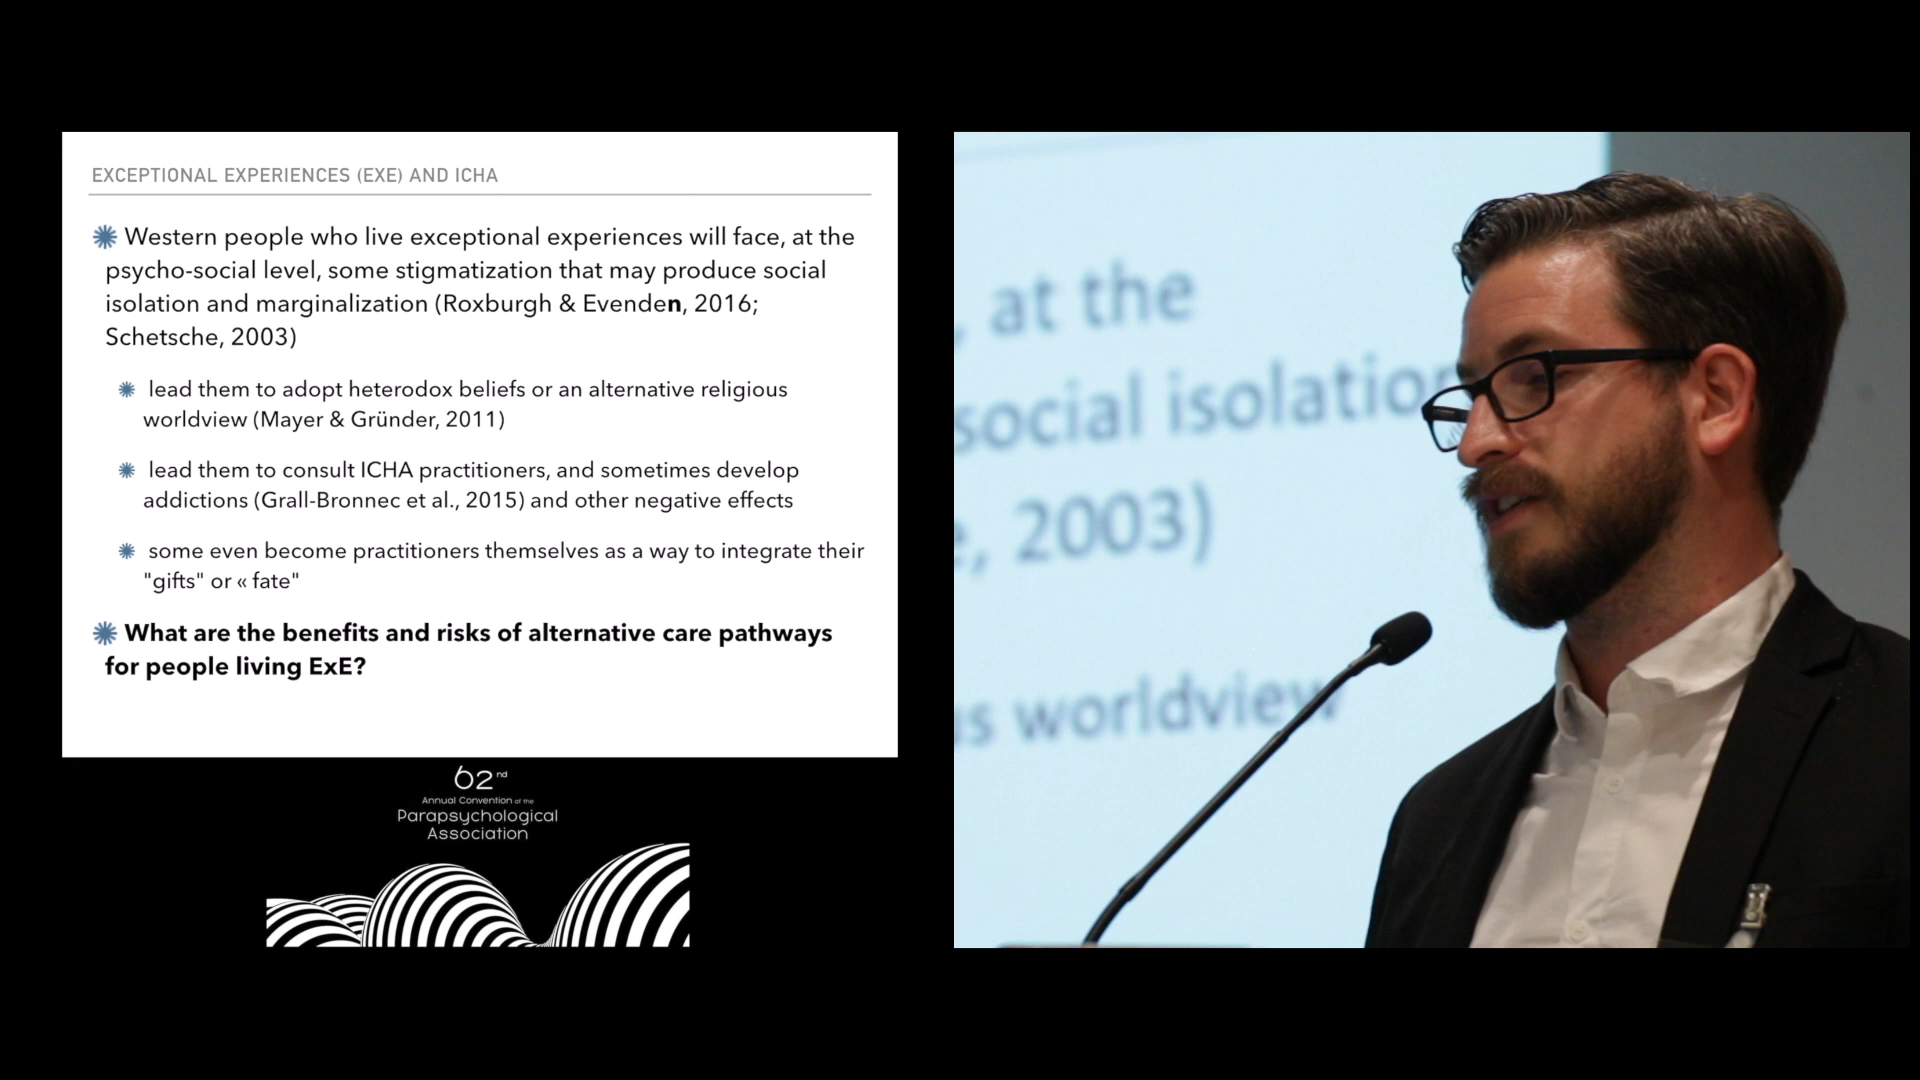 EXCEPTIONAL EXPERIENCES (EXE) AND ICHA
Western people who live exceptional experiences will face, at the
psycho-social level, some stigmatization that may produce social
isolation and marginalization (Roxburgh & Evenden, 2016;
Schetsche, 2003)
lead them to adopt heterodox beliefs or an alternative religious
worldview (Mayer & Gründer, 2011)
lead them to consult ICHA practitioners, and sometimes develop
addictions (Grall-Bronnec et al., 2015) and other negative effects
some even become practitioners themselves as a way to integrate their
"gifts" or « fate"
What are the benefits and risks of alternative care pathways
for people living ExE?
62nd
Annual Convention of the
Parapsychological
Association
, at the
social isolation
e, 2003)
us worldview